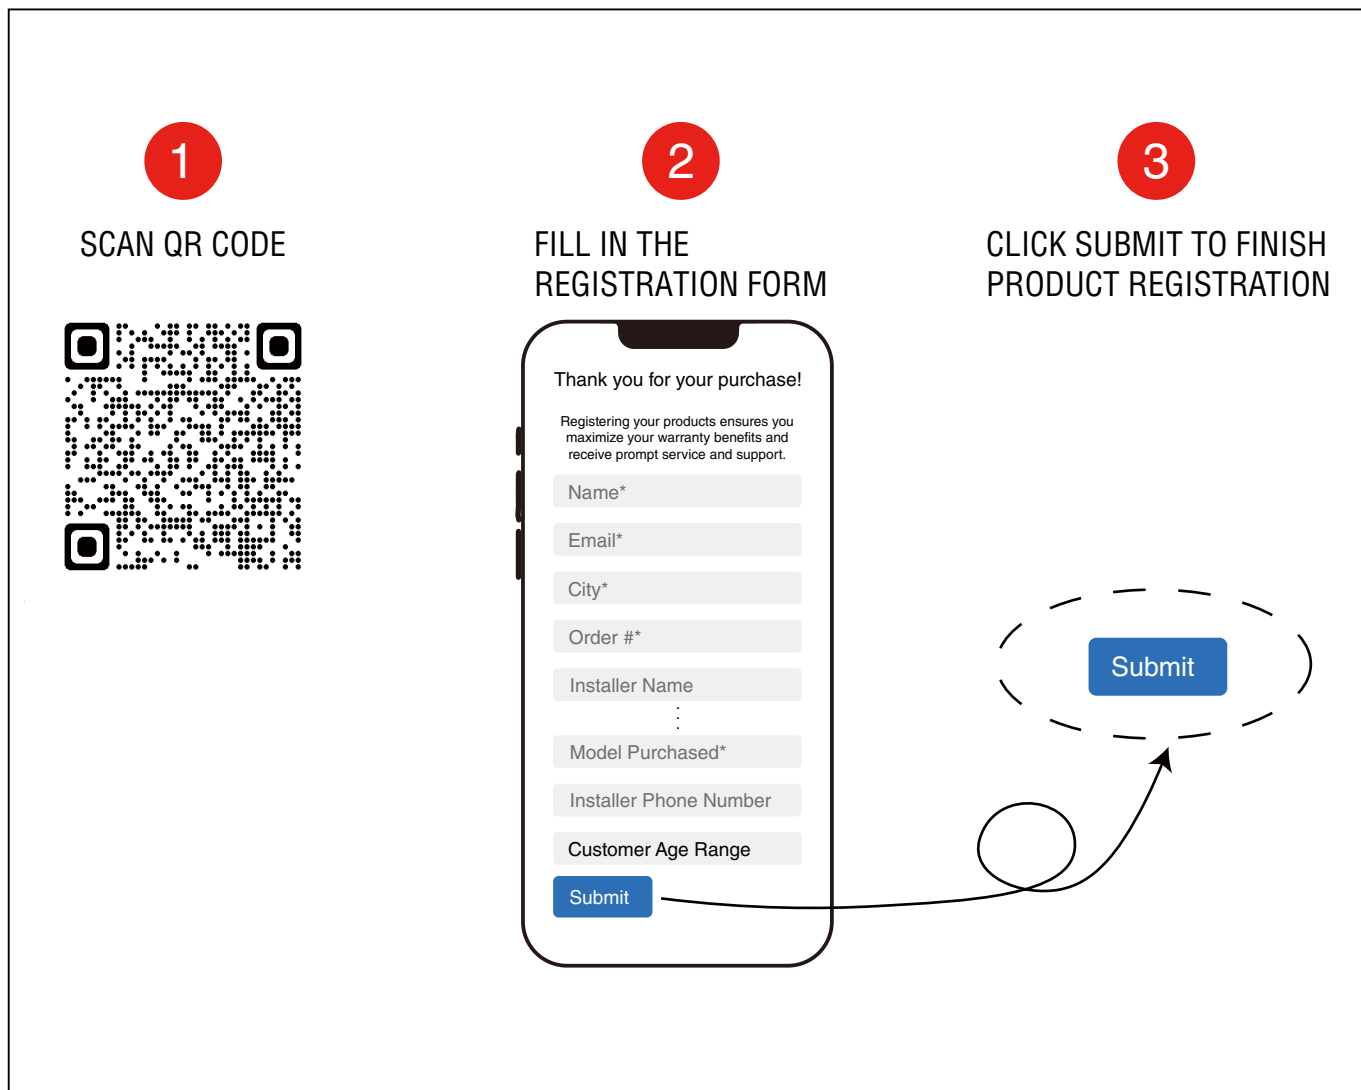 1
SCAN QR CODE
2
FILL IN THE
REGISTRATION FORM
Thank you for your purchase!
Registering your products ensures you
maximize your warranty benefits and
receive prompt service and support.
Name*
Email*
City*
Order #*
Installer Name
Model Purchased*
Installer Phone Number
Customer Age Range
Submit
3
CLICK SUBMIT TO FINISH
PRODUCT REGISTRATION
Submit